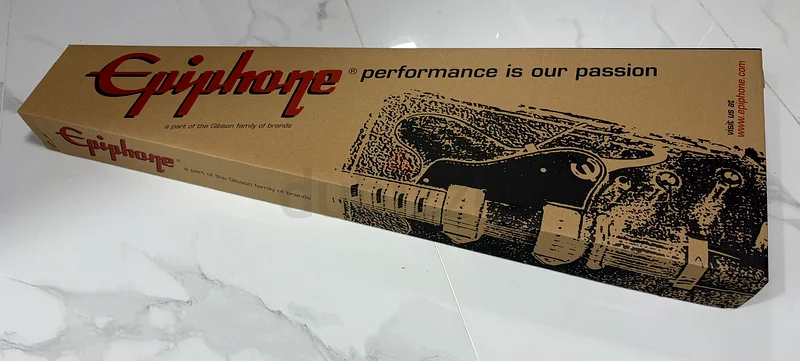 Epiphone® performance is our passion
a part of the Gibson family of brands
visit us at
www.epiphone.com
Epiphone®
a part of the Gibson family of brands